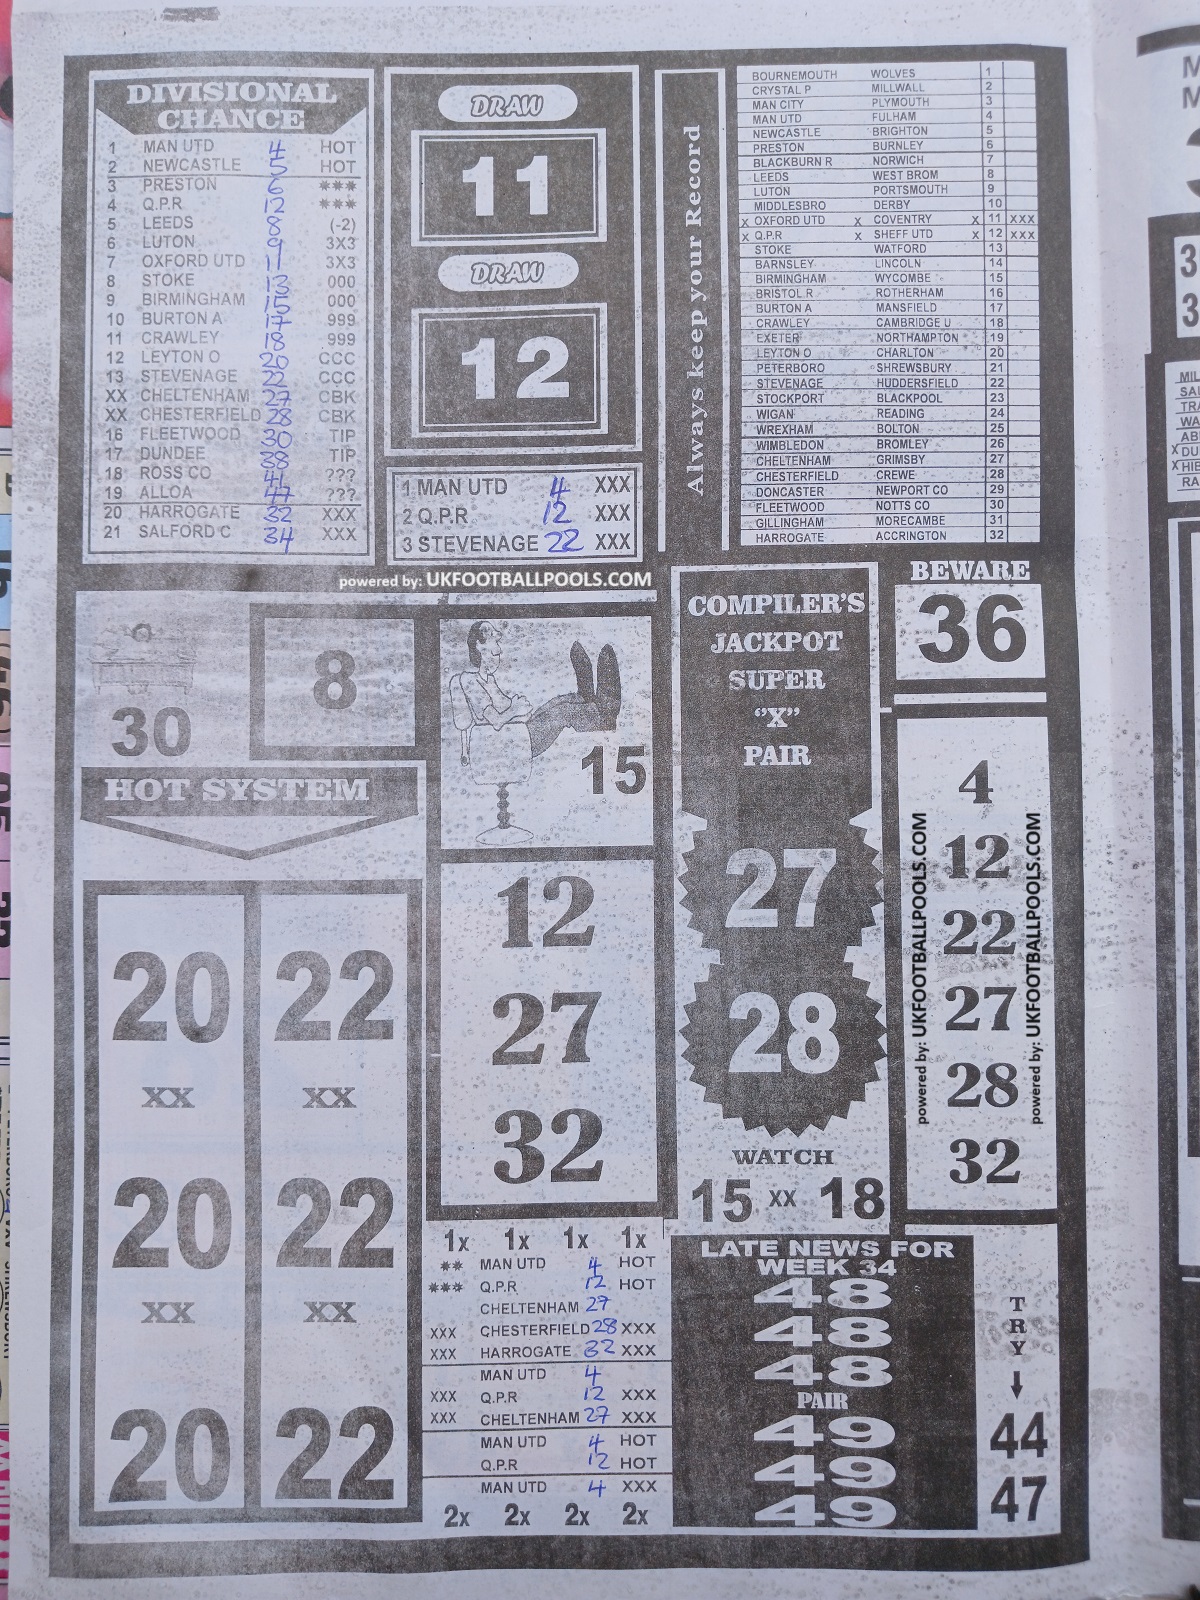 DIVISIONAL
CHANCE
1 MAN UTD 4 HOT
2 NEWCASTLE 5 HOT
3 PRESTON 6 ***
4 Q.P.R 12 ***
5 LEEDS 8 (-2)
6 LUTON 9 3X3
7 OXFORD UTD 11 3X3
8 STOKE 13 000
9 BIRMINGHAM 15 000
10 BURTON A 17 999
11 CRAWLEY 18 999
12 LEYTON O 20 CCC
13 STEVENAGE 22 CCC
XX CHELTENHAM 27 CBK
XX CHESTERFIELD 28 CBK
16 FLEETWOOD 30 TIP
17 DUNDEE 38 TIP
18 ROSS CO 41 ???
19 ALLOA 47 ???
20 HARROGATE 32 XXX
21 SALFORD C 34 XXX
DRAW
11
DRAW
12
1 MAN UTD 4 XXX
2 Q.P.R 12 XXX
3 STEVENAGE 22 XXX
powered by: UKFOOTBALLPOOLS.COM
Always keep your Record
BOURNEMOUTH WOLVES 1
CRYSTAL P MILLWALL 2
MAN CITY PLYMOUTH 3
MAN UTD FULHAM 4
NEWCASTLE BRIGHTON 5
PRESTON BURNLEY 6
BLACKBURN R NORWICH 7
LEEDS WEST BROM 8
LUTON PORTSMOUTH 9
MIDDLESBRO DERBY 10
X OXFORD UTD X COVENTRY X 11 XXX
X Q.P.R X SHEFF UTD X 12 XXX
STOKE WATFORD 13
BARNSLEY LINCOLN 14
BIRMINGHAM WYCOMBE 15
BRISTOL R ROTHERHAM 16
BURTON A MANSFIELD 17
CRAWLEY CAMBRIDGE U 18
EXETER NORTHAMPTON 19
LEYTON O CHARLTON 20
PETERBORO SHREWSBURY 21
STEVENAGE HUDDERSFIELD 22
STOCKPORT BLACKPOOL 23
WIGAN READING 24
WREXHAM BOLTON 25
WIMBLEDON BROMLEY 26
CHELTENHAM GRIMSBY 27
CHESTERFIELD CREWE 28
DONCASTER NEWPORT CO 29
FLEETWOOD NOTTS CO 30
GILLINGHAM MORECAMBE 31
HARROGATE ACCRINGTON 32
30
8
15
HOT SYSTEM
20 22
XX XX
20 22
XX XX
20 22
12
27
32
COMPILER'S
JACKPOT
SUPER
"X"
PAIR
27
28
WATCH
15 XX 18
BEWARE
36
4
12
22
27
28
32
powered by: UKFOOTBALLPOOLS.COM
powered by: UKFOOTBALLPOOLS.COM
1x 1x 1x 1x
** MAN UTD 4 HOT
*** Q.P.R 12 HOT
CHELTENHAM 27
XXX CHESTERFIELD 28 XXX
XXX HARROGATE 32 XXX
MAN UTD 4
XXX Q.P.R 12 XXX
XXX CHELTENHAM 27 XXX
MAN UTD 4 HOT
Q.P.R 12 HOT
MAN UTD 4 XXX
2x 2x 2x 2x
LATE NEWS FOR
WEEK 34
48
48
48
PAIR
49
49
49
TRY
44
47